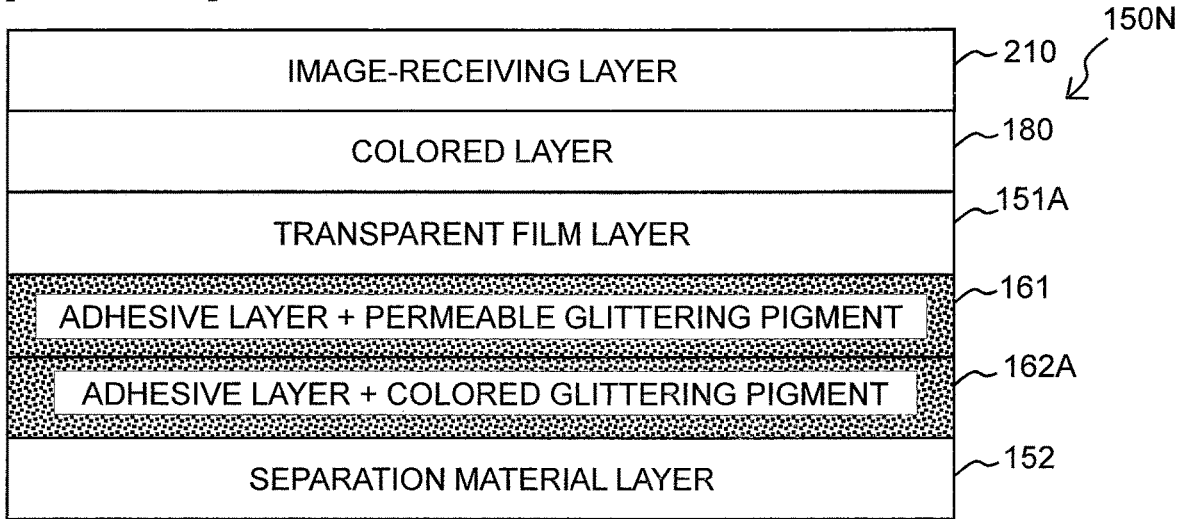 150N
IMAGE-RECEIVING LAYER 210
COLORED LAYER 180
TRANSPARENT FILM LAYER 151A
ADHESIVE LAYER + PERMEABLE GLITTERING PIGMENT 161
ADHESIVE LAYER + COLORED GLITTERING PIGMENT 162A
SEPARATION MATERIAL LAYER 152